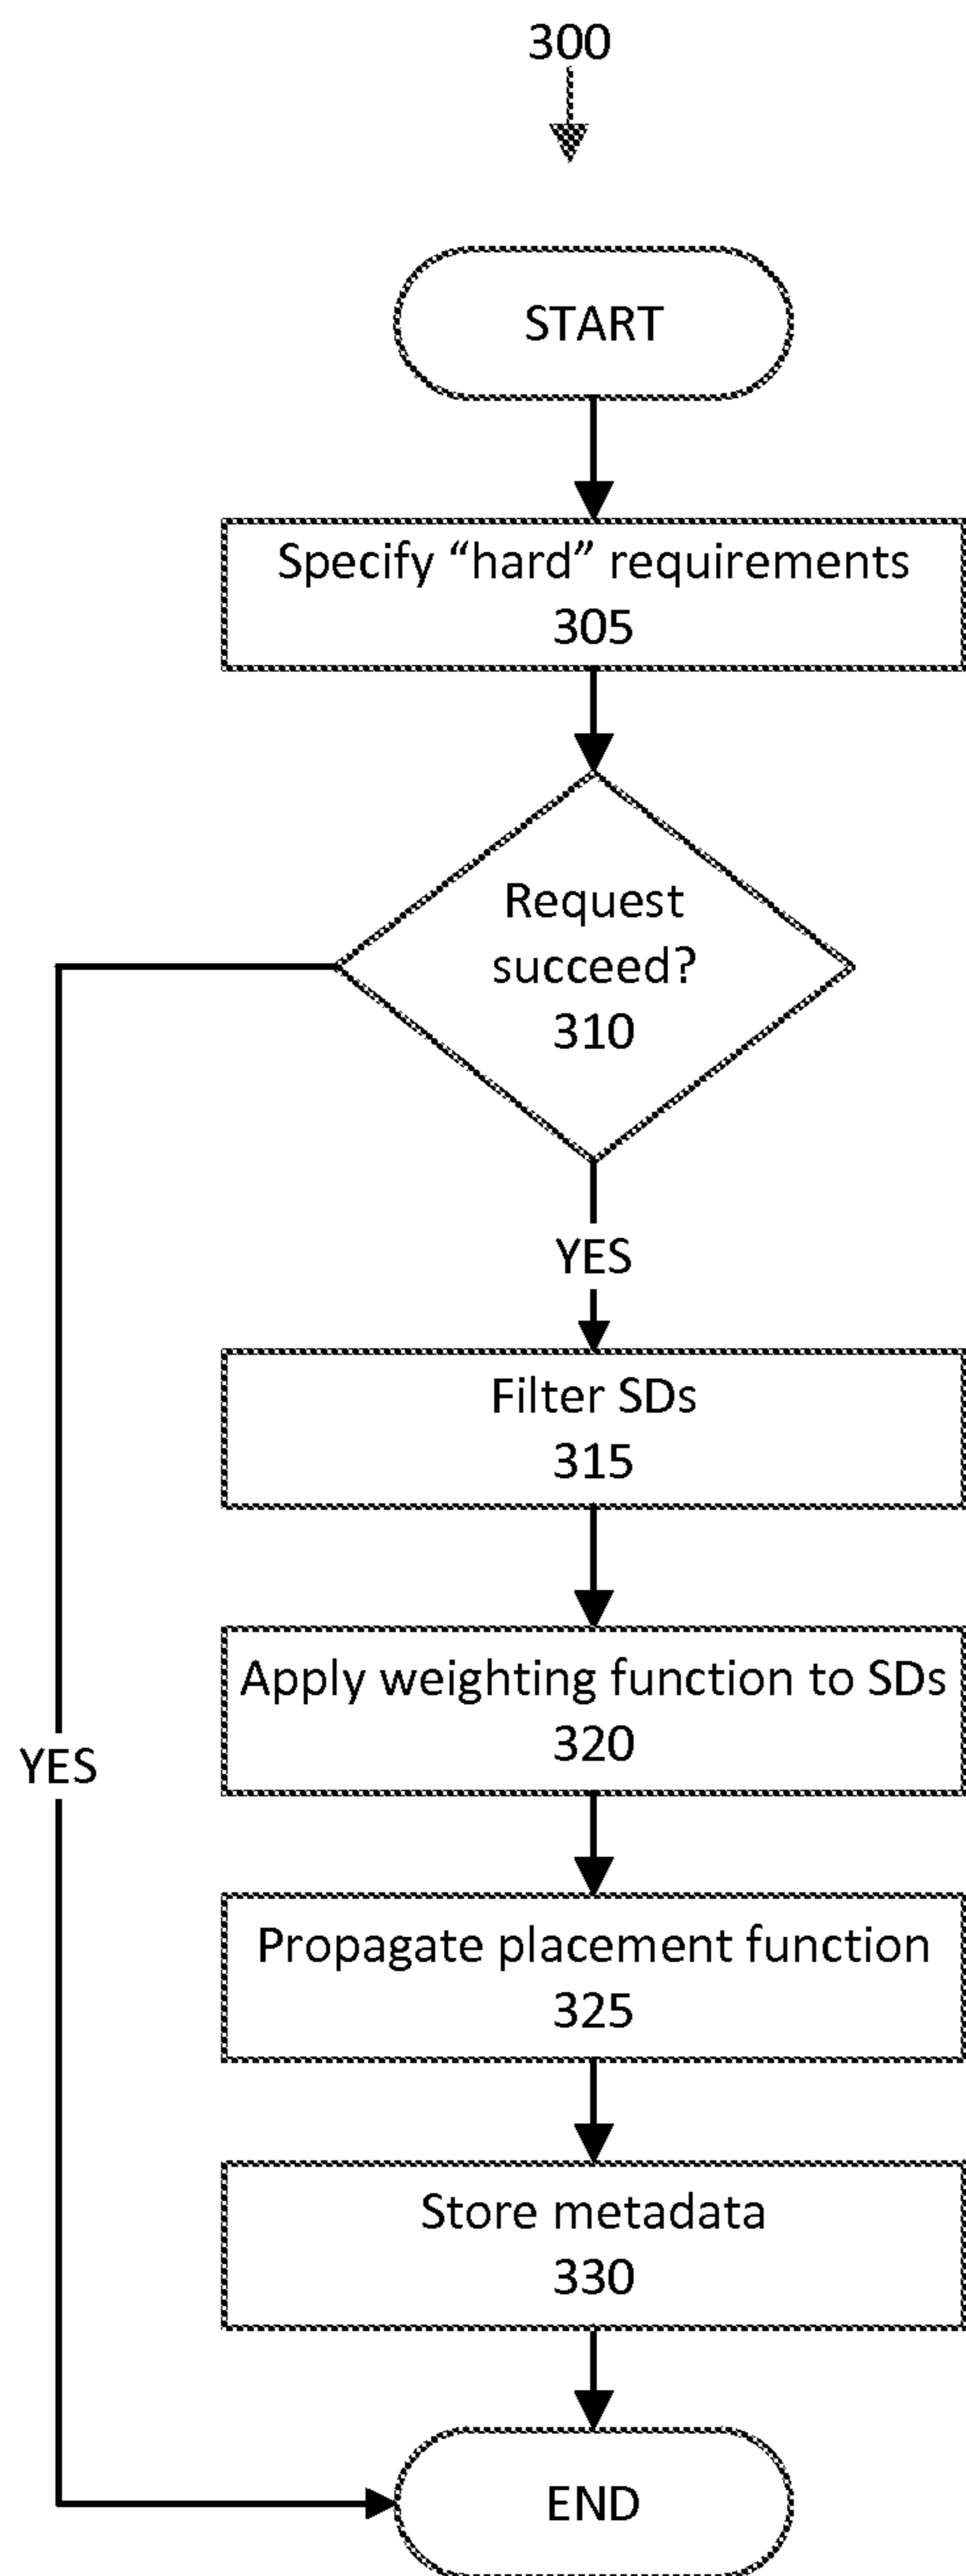 300
START
Specify “hard” requirements
305
Request
succeed?
310
YES
Filter SDs
315
Apply weighting function to SDs
320
YES
Propagate placement function
325
Store metadata
330
END